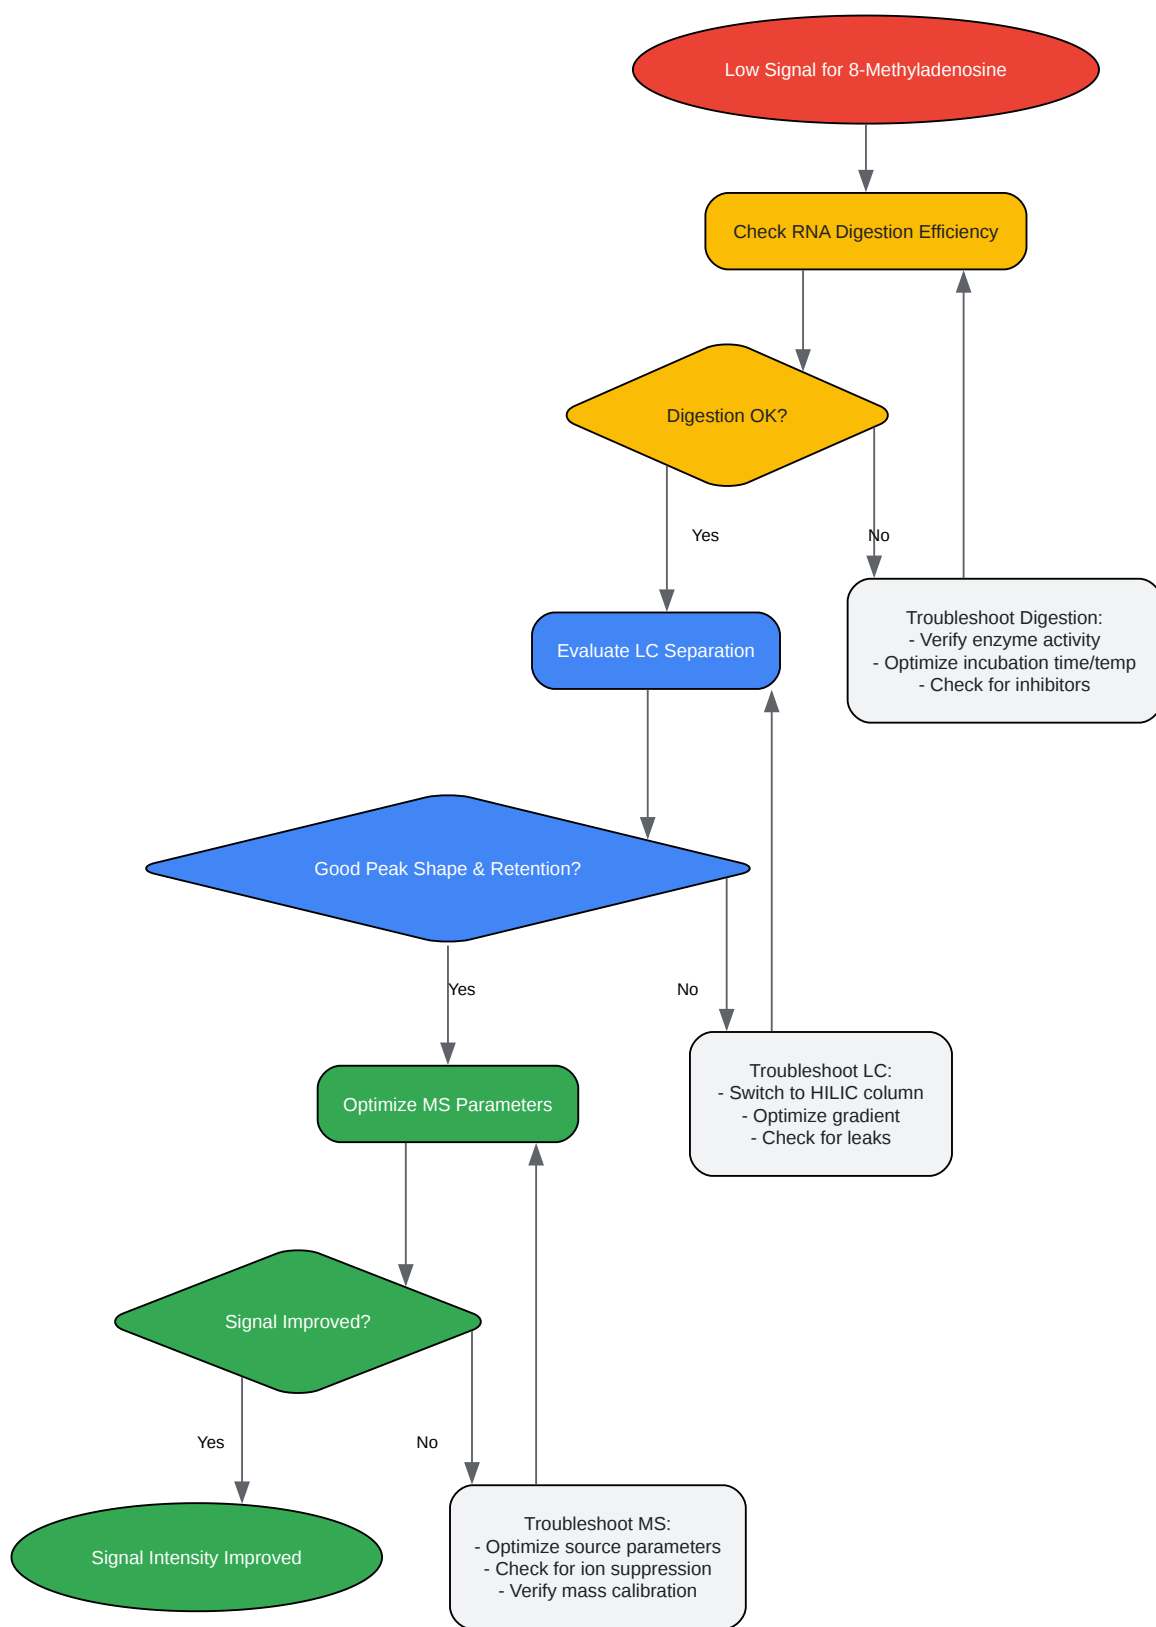 Low Signal for 8-Methyladenosine
Check RNA Digestion Efficiency
Digestion OK?
Yes
No
Troubleshoot Digestion:
- Verify enzyme activity
- Optimize incubation time/temp
- Check for inhibitors
Evaluate LC Separation
Good Peak Shape & Retention?
Yes
No
Troubleshoot LC:
- Switch to HILIC column
- Optimize gradient
- Check for leaks
Optimize MS Parameters
Signal Improved?
Yes
No
Troubleshoot MS:
- Optimize source parameters
- Check for ion suppression
- Verify mass calibration
Signal Intensity Improved